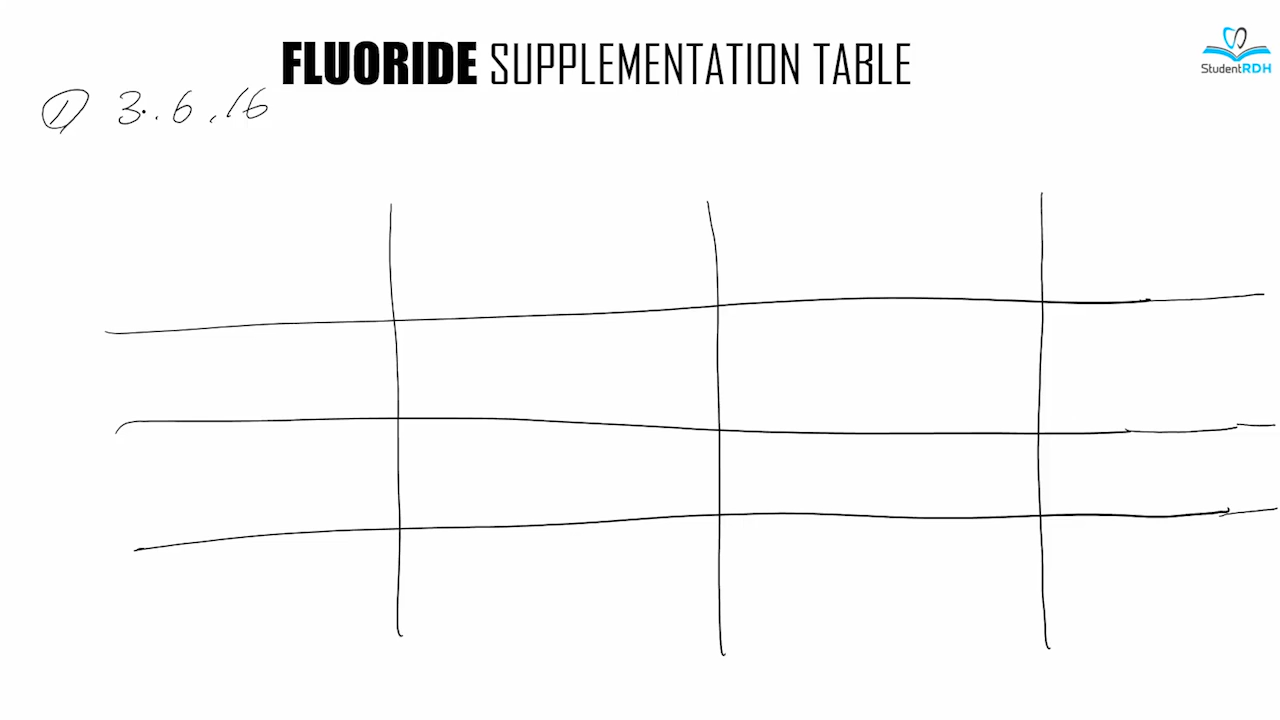 FLUORIDE SUPPLEMENTATION TABLE
StudentRDH
1) 3. 6, 16